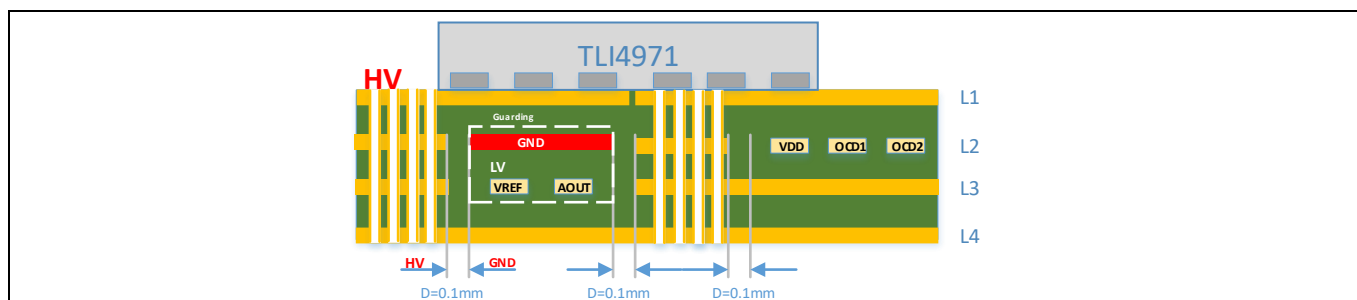 TLI4971
HV
L1
Guarding
GND
L2
VDD
OCD1
OCD2
LV
VREF
AOUT
L3
L4
HV
GND
D=0.1mm
D=0.1mm
D=0.1mm